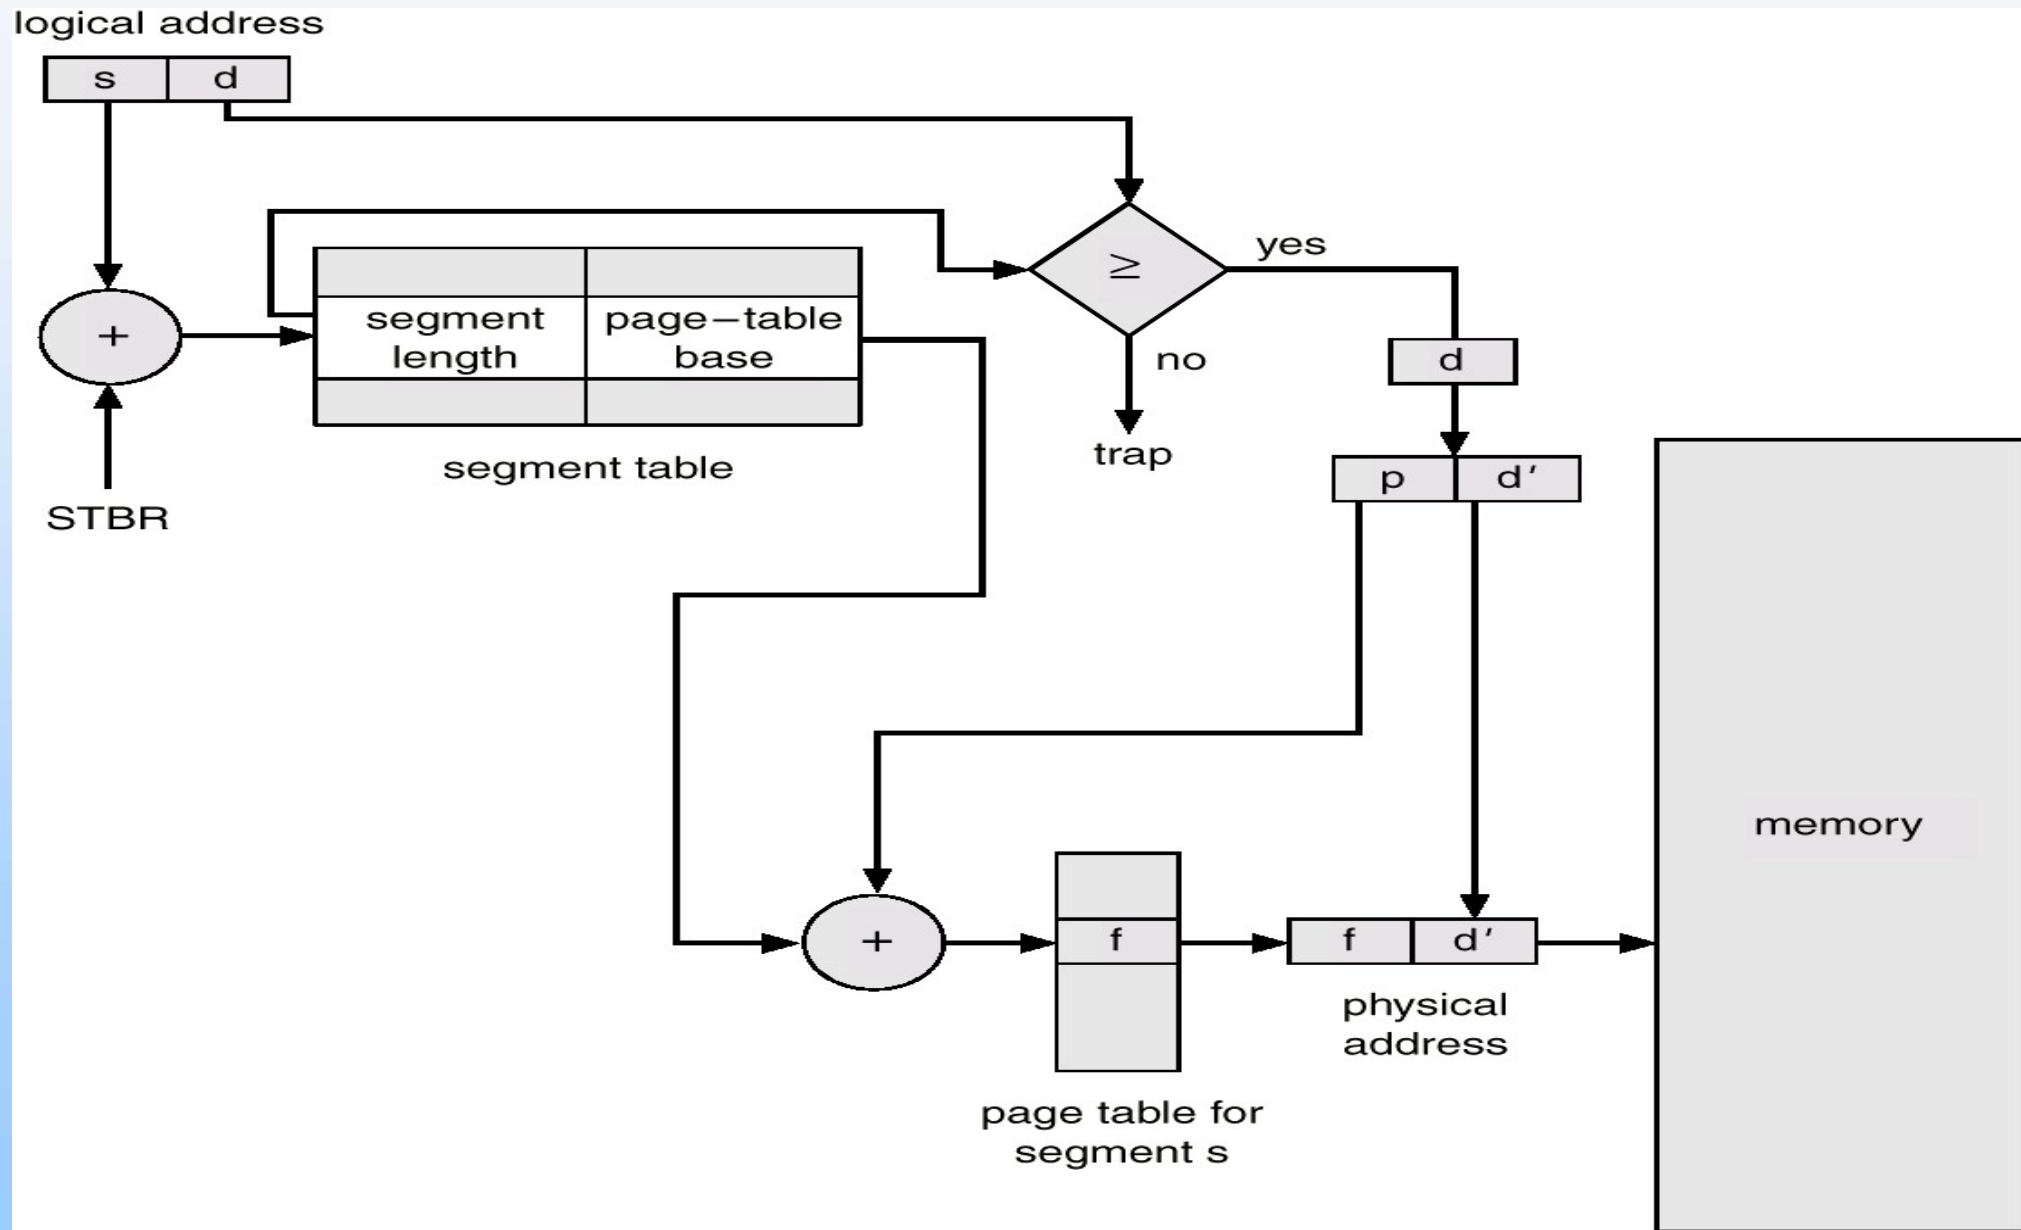 logical address
s d
≥
yes
+
segment page–table
length base
no
d
trap
segment table
p d′
STBR
memory
+
f
f d′
physical
address
page table for
segment s